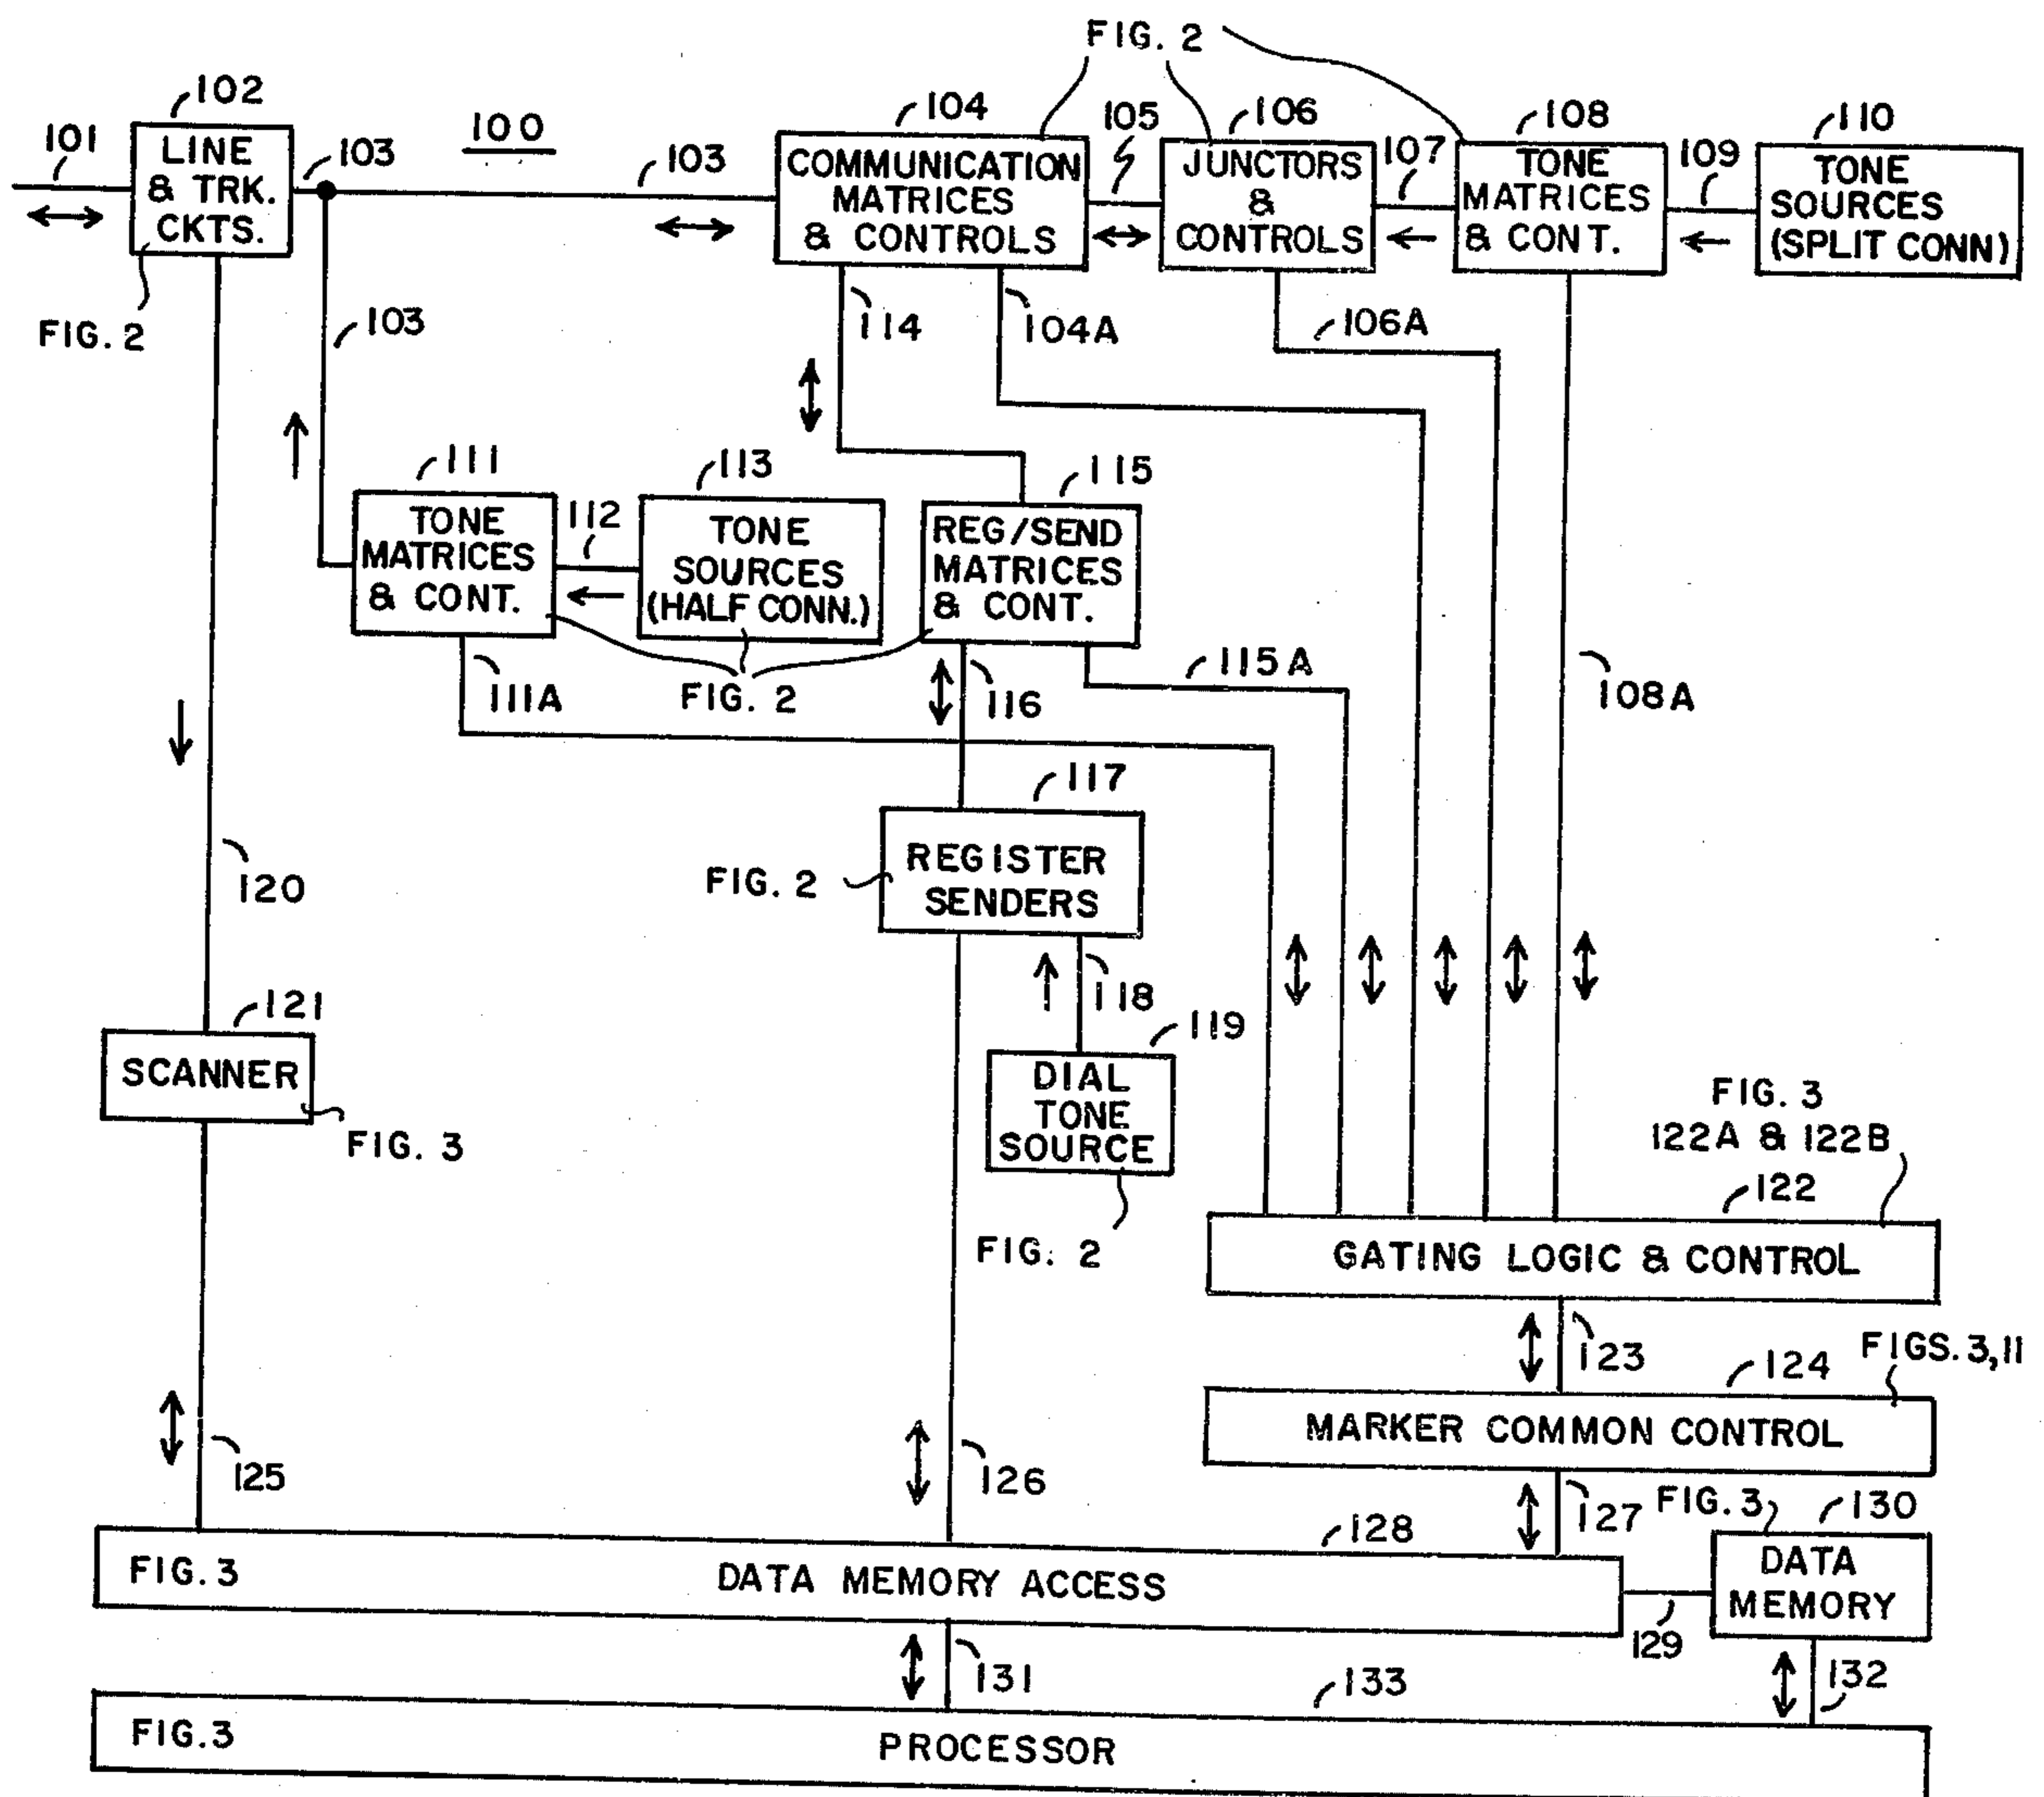 FIG. 2
102
101
LINE
& TRK.
CKTS.
103
100
103
FIG. 2
103
104
COMMUNICATION
MATRICES
& CONTROLS
105
106
JUNCTORS
&
CONTROLS
107
108
TONE
MATRICES
& CONT.
109
110
TONE
SOURCES
(SPLIT CONN)
114
104A
106A
111
TONE
MATRICES
& CONT.
112
113
TONE
SOURCES
(HALF CONN.)
115
REG/SEND
MATRICES
& CONT.
111A
FIG. 2
116
115A
108A
117
REGISTER
SENDERS
FIG. 2
120
118
119
DIAL
TONE
SOURCE
FIG. 2
121
SCANNER
FIG. 3
FIG. 3
122A & 122B
122
GATING LOGIC & CONTROL
123
FIGS. 3,11
124
MARKER COMMON CONTROL
125
126
127
FIG. 3
130
DATA
MEMORY
128
FIG. 3
DATA MEMORY ACCESS
129
131
132
133
FIG. 3
PROCESSOR